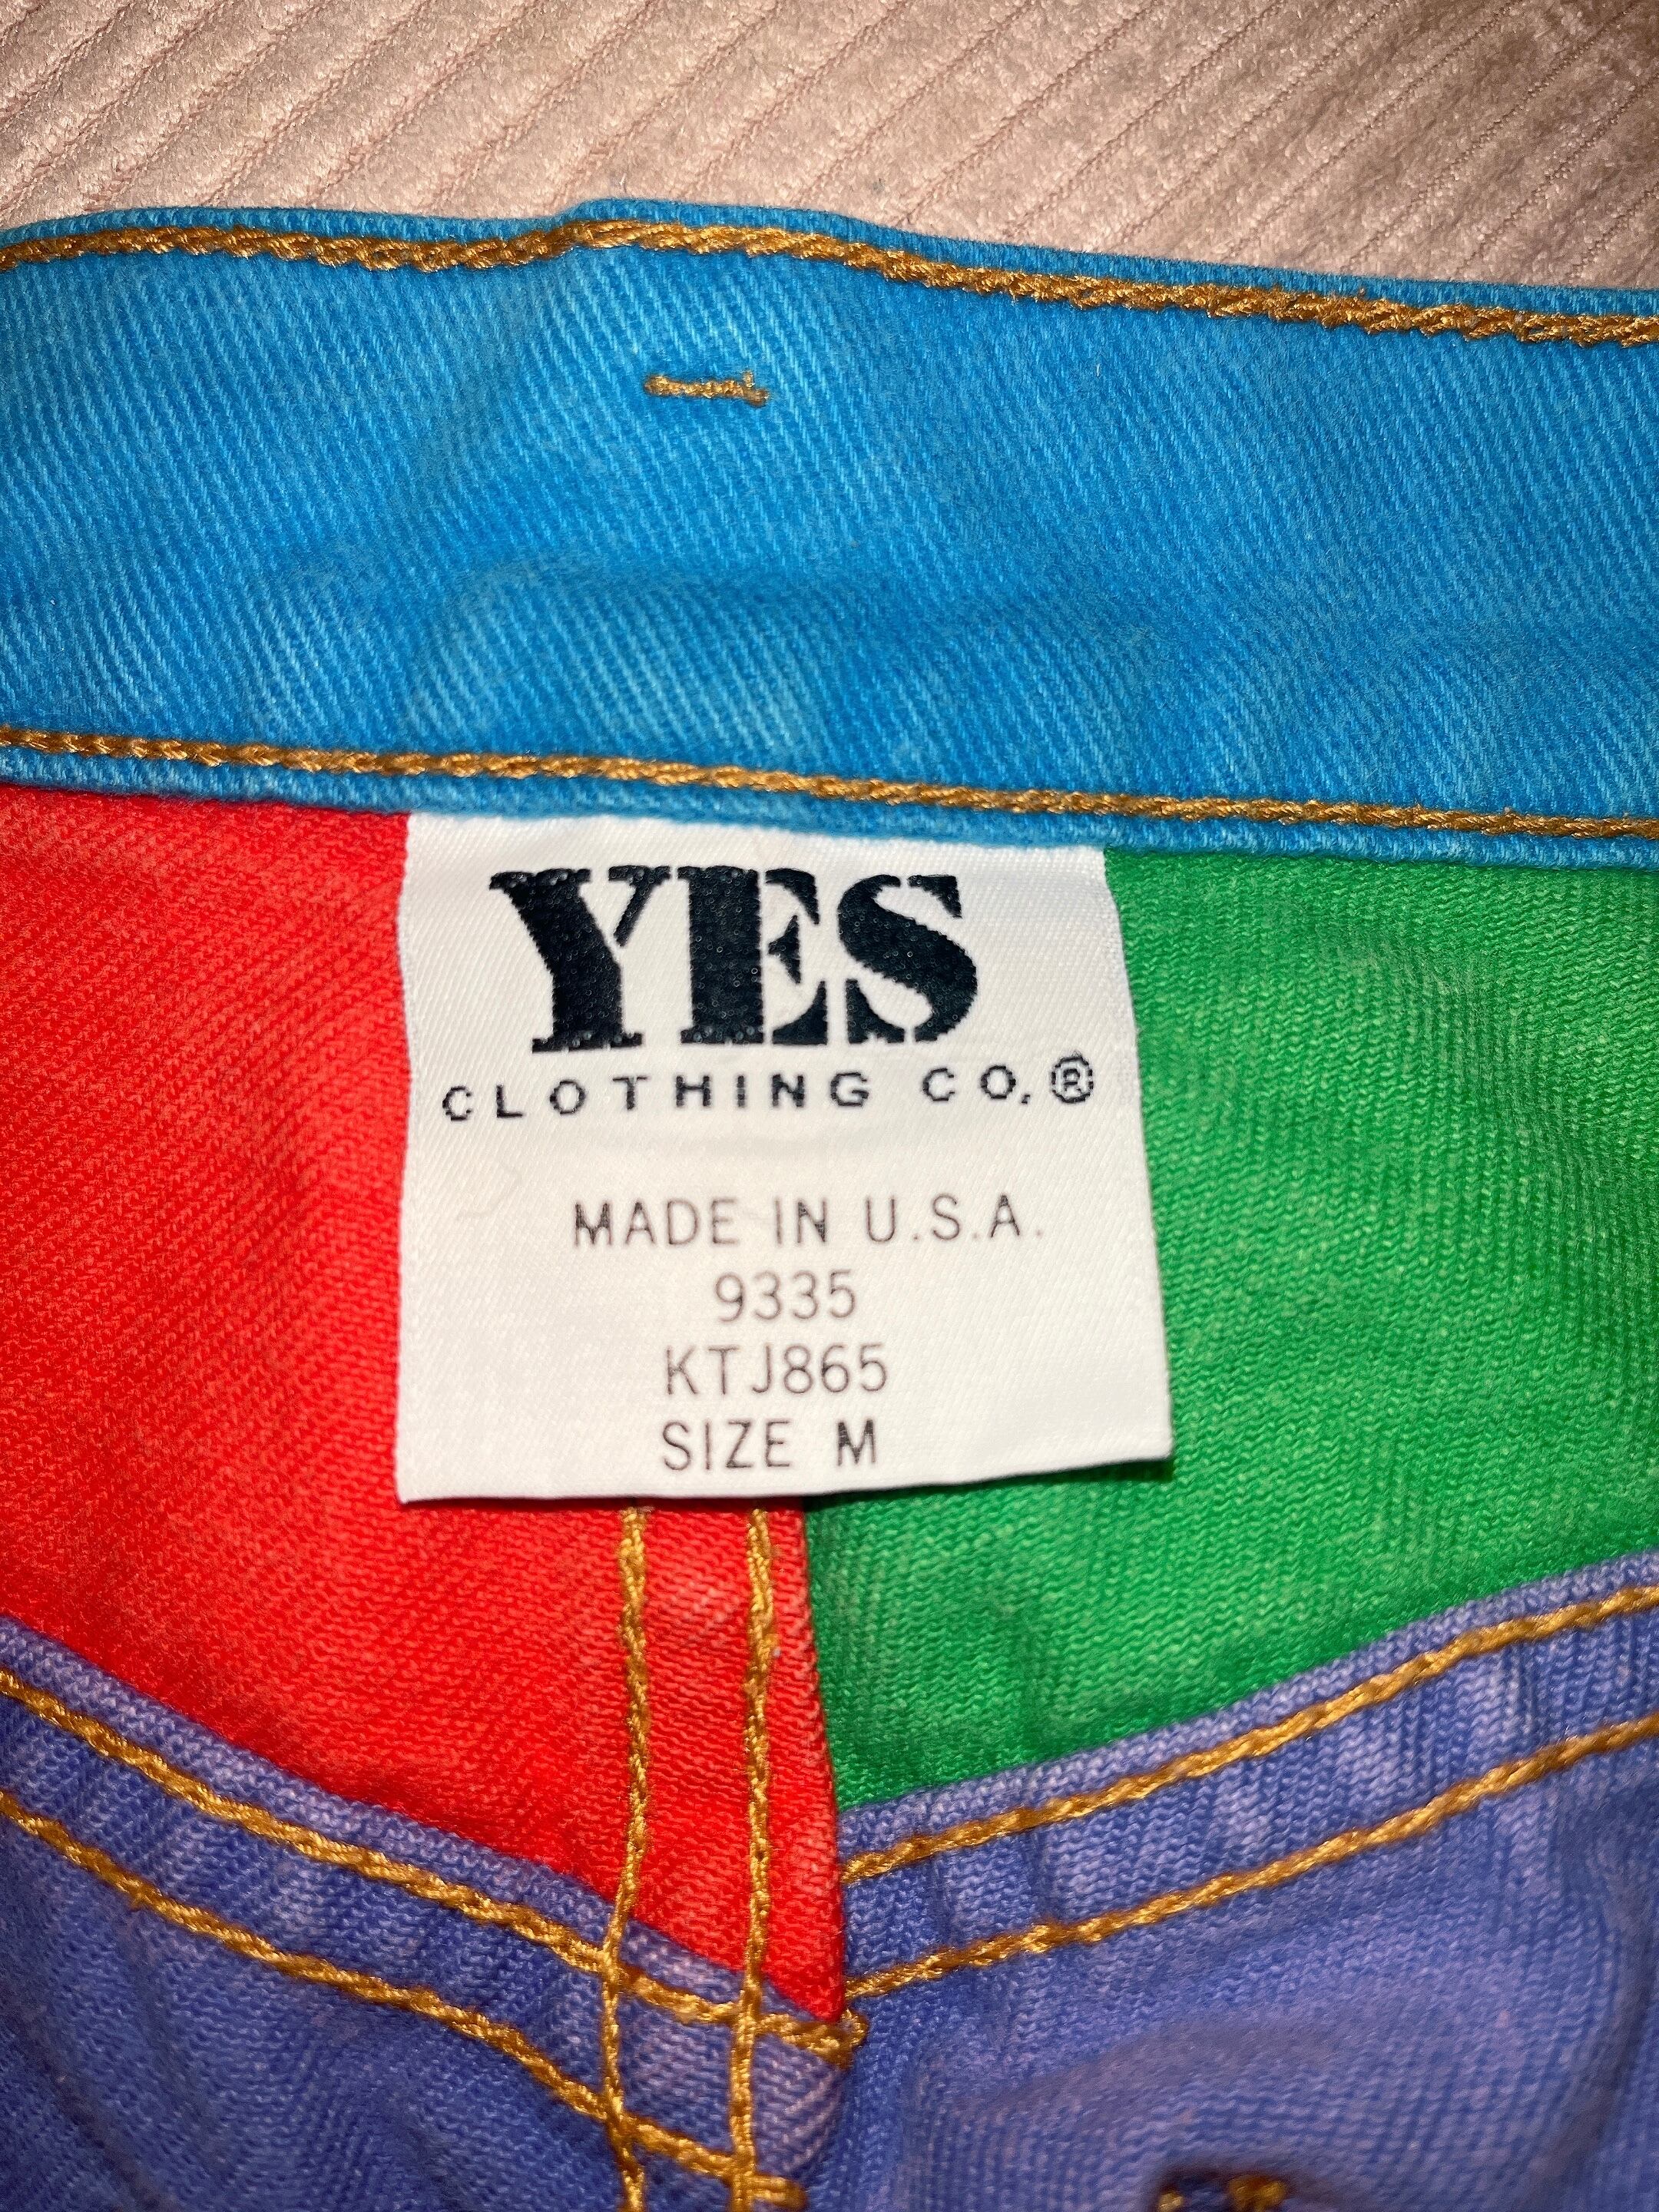 YES
CLOTHING CO.®
MADE IN U.S.A.
9335
KTJ865
SIZE M